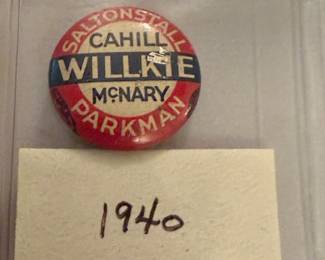 SALTONSTALL
CAHILL
WILLKIE
McNARY
PARKMAN
1940